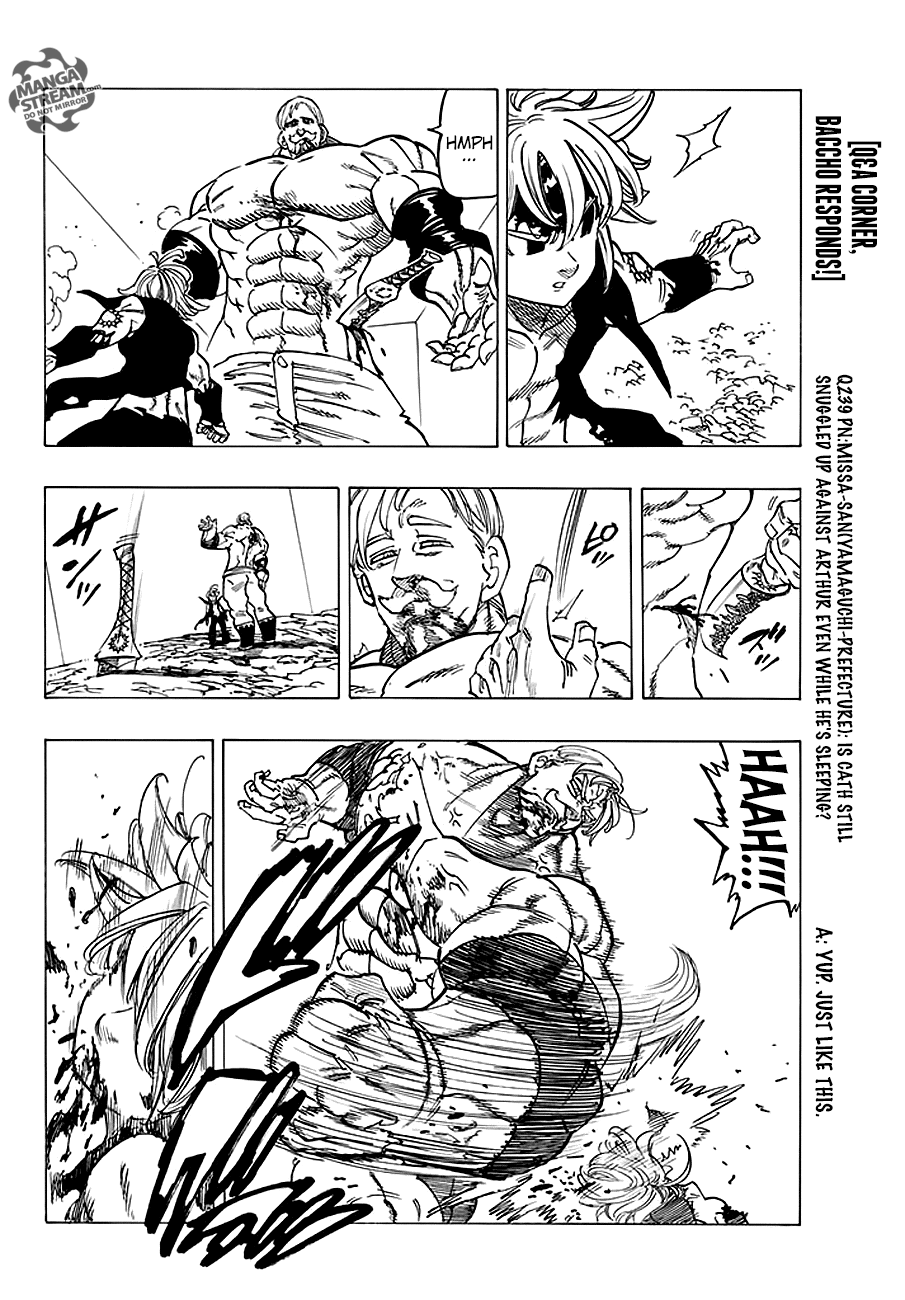 MANGA
STREAM.com
DO NOT MIRROR
[Q&A CORNER,
BACCHO RESPONDS!]
Q239 PN:MISSA-SAN(YAMAGUCHI-PREFECTURE): IS CATH STILL
SNUGGLED UP AGAINST ARTHUR EVEN WHILE HE'S SLEEPING?
A: YUP. JUST LIKE THIS.
HMPH
...
HAAH!!!